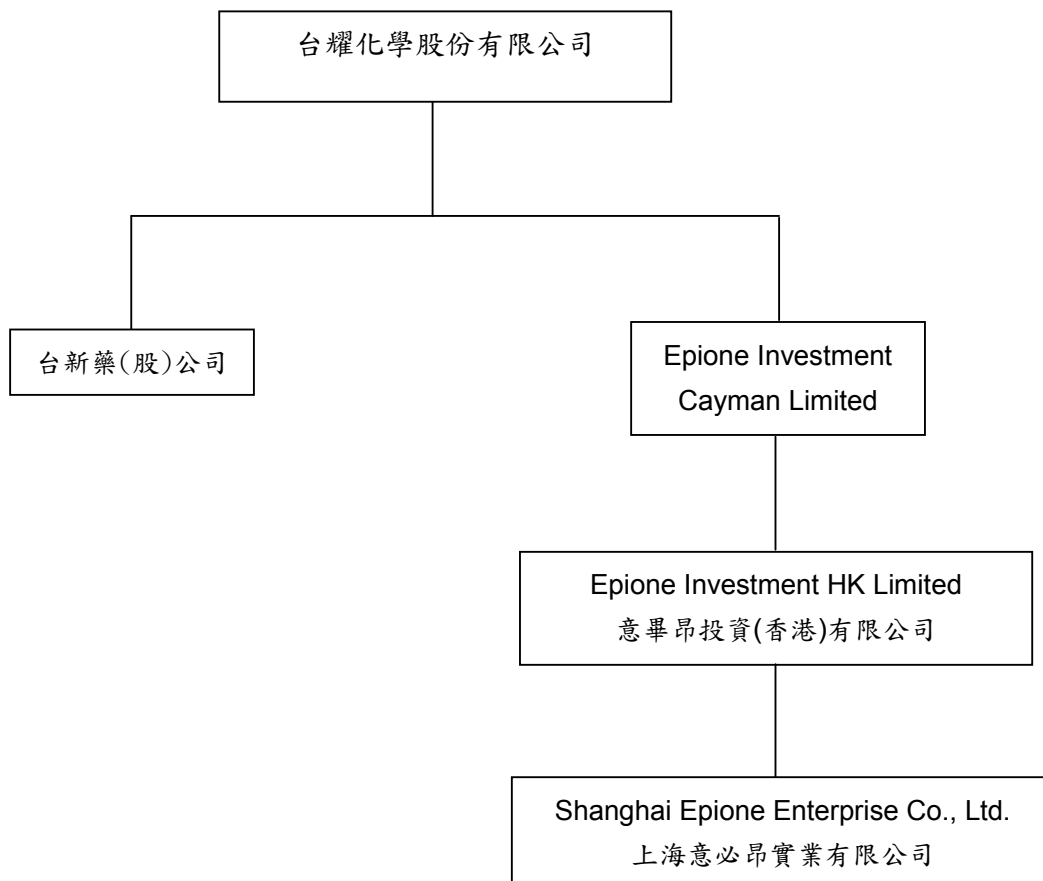 台耀化學股份有限公司
台新藥(股)公司
Epione Investment
Cayman Limited
Epione Investment HK Limited
意畢昂投資(香港)有限公司
Shanghai Epione Enterprise Co., Ltd.
上海意必昂實業有限公司